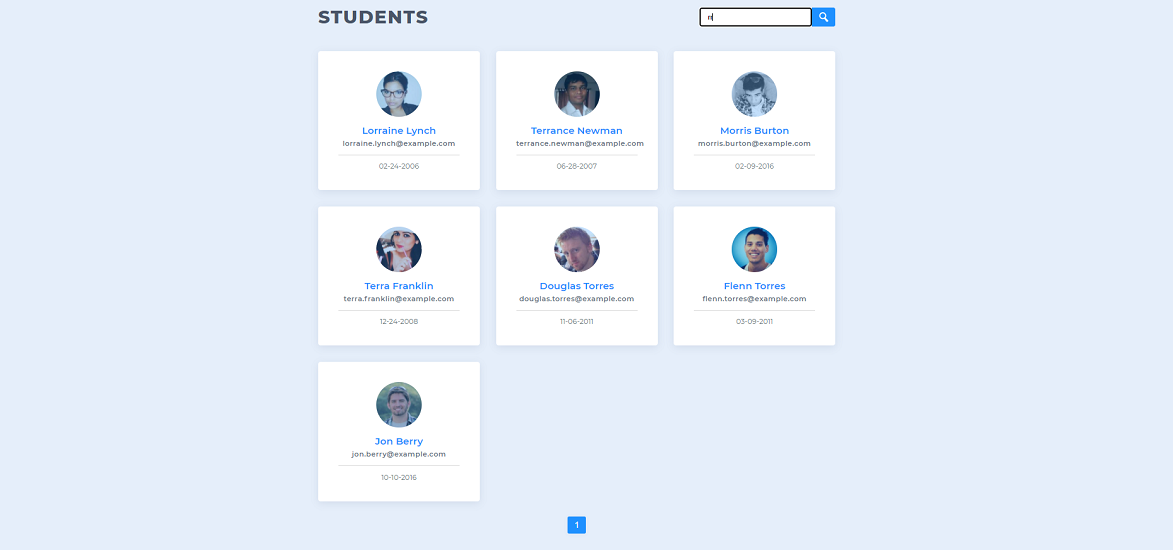 STUDENTS
rr
Lorraine Lynch
lorraine.lynch@example.com
02-24-2006
Terrance Newman
terrance.newman@example.com
06-28-2007
Morris Burton
morris.burton@example.com
02-09-2016
Terra Franklin
terra.franklin@example.com
12-24-2008
Douglas Torres
douglas.torres@example.com
11-06-2011
Flenn Torres
flenn.torres@example.com
03-09-2011
Jon Berry
jon.berry@example.com
10-10-2016
1